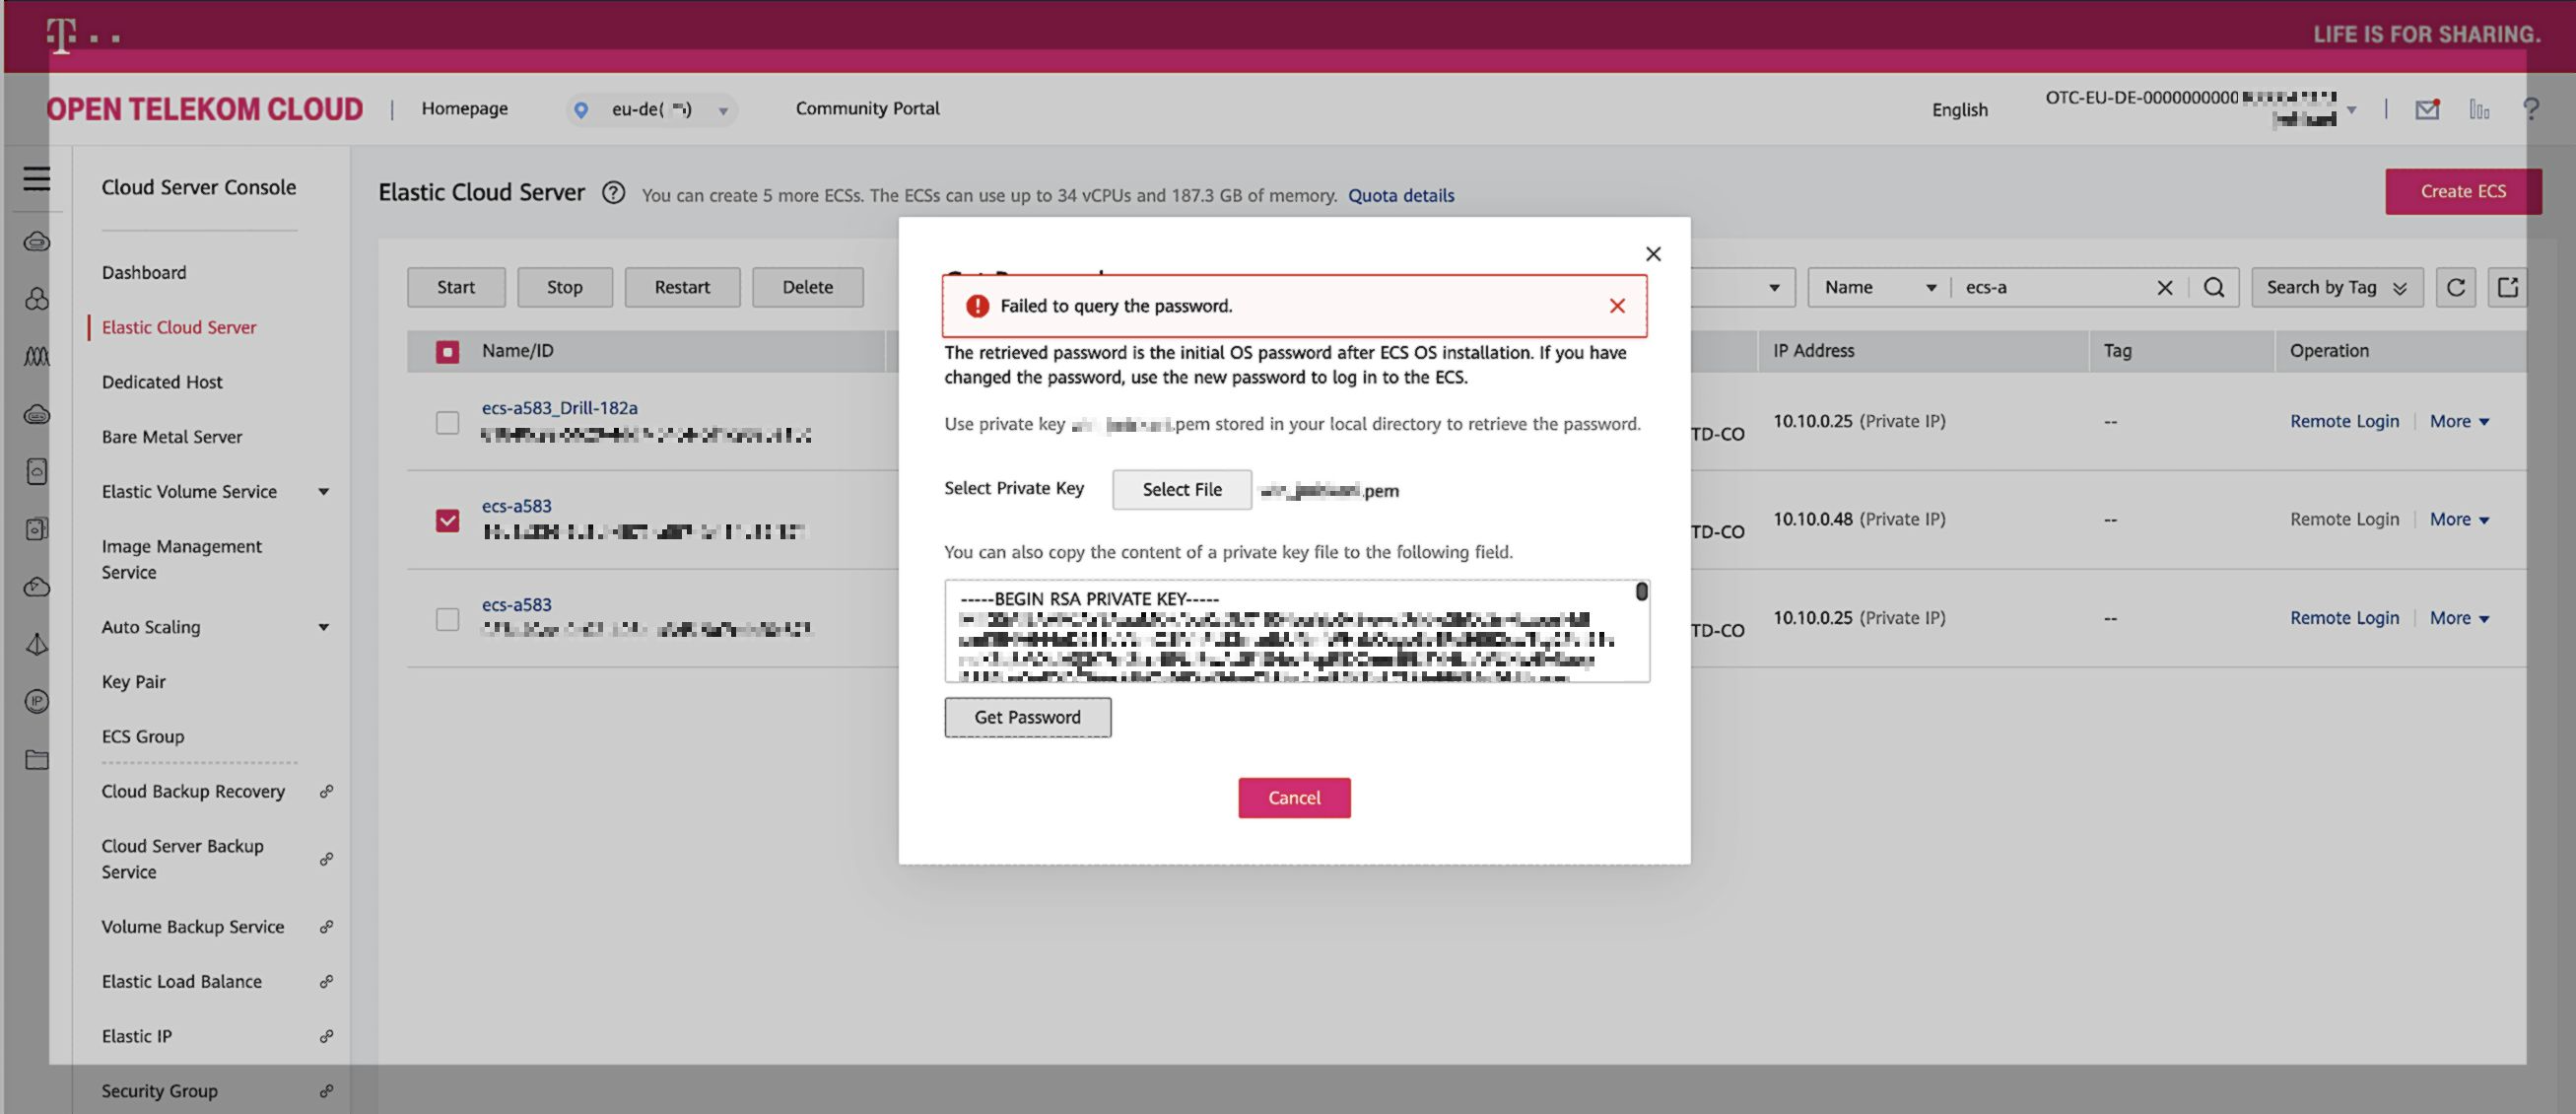 T
LIFE IS FOR SHARING.
OPEN TELEKOM CLOUD
Homepage
eu-de(
)
Community Portal
English
OTC-EU-DE-0000000000
Cloud Server Console
Dashboard
Elastic Cloud Server
Dedicated Host
Bare Metal Server
Elastic Volume Service
Image Management
Service
Auto Scaling
Key Pair
ECS Group
Cloud Backup Recovery
Cloud Server Backup
Service
Volume Backup Service
Elastic Load Balance
Elastic IP
Security Group
IP
Elastic Cloud Server ? You can create 5 more ECSs. The ECSs can use up to 34 vCPUs and 187.3 GB of memory. Quota details
Create ECS
Start
Stop
Restart
Delete
Name
ecs-a
Search by Tag
Name/ID
IP Address
Tag
Operation
ecs-a583_Drill-182a
TD-CO
10.10.0.25 (Private IP)
--
Remote Login
More
ecs-a583
TD-CO
10.10.0.48 (Private IP)
--
Remote Login
More
ecs-a583
TD-CO
10.10.0.25 (Private IP)
--
Remote Login
More
Failed to query the password.
The retrieved password is the initial OS password after ECS OS installation. If you have
changed the password, use the new password to log in to the ECS.
Use private key .pem stored in your local directory to retrieve the password.
Select Private Key
Select File
.pem
You can also copy the content of a private key file to the following field.
-----BEGIN RSA PRIVATE KEY-----
Get Password
Cancel